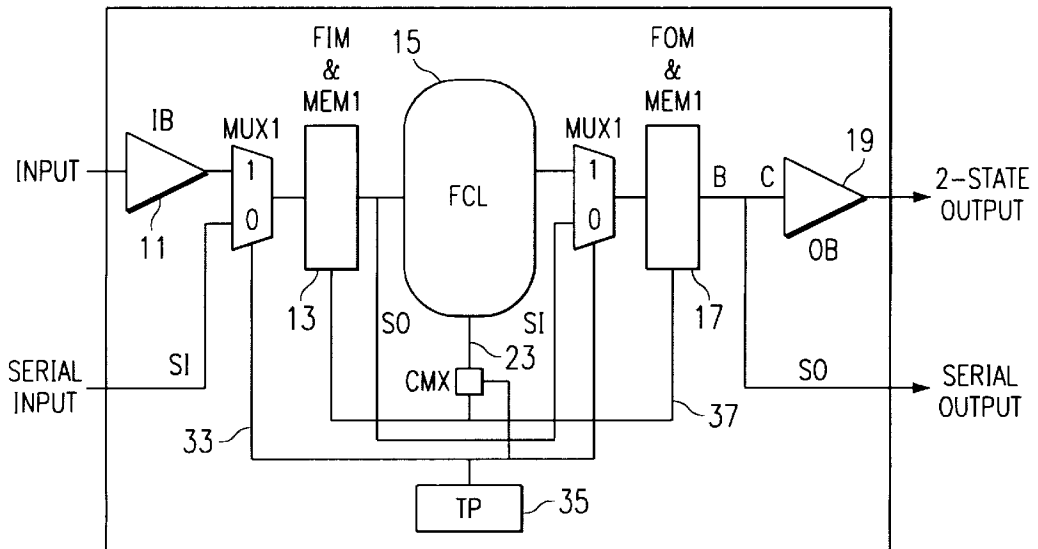 FIM
&
MEM1
15
FOM
&
MEM1
IB
MUX1
MUX1
19
INPUT
1
0
FCL
1
0
B
C
2-STATE
OUTPUT
11
OB
13
SO
SI
17
23
SERIAL
INPUT
SI
CMX
SO
SERIAL
OUTPUT
33
37
TP
35